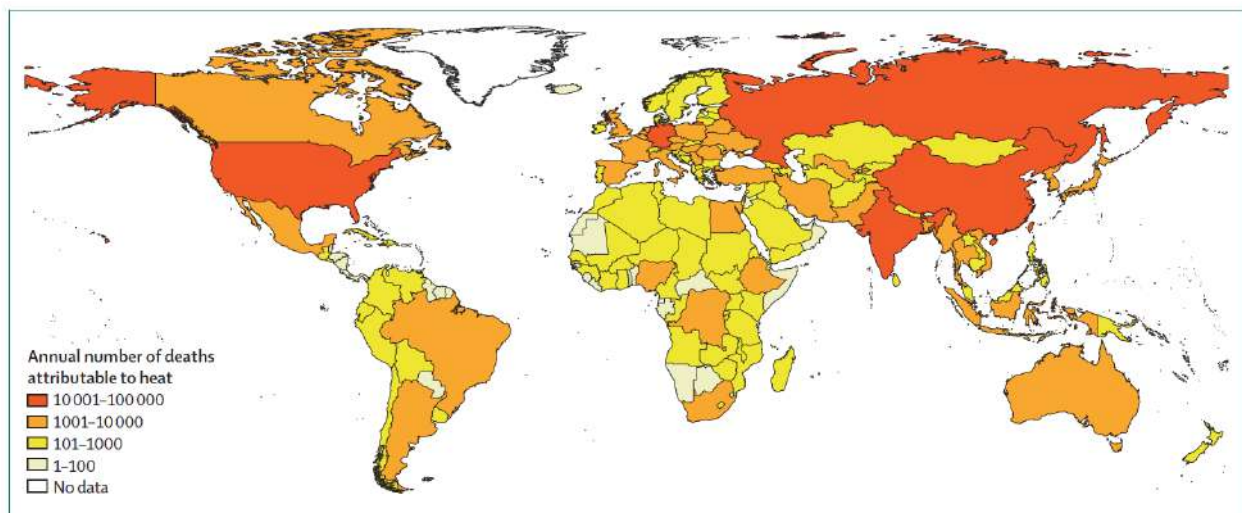 Annual number of deaths
attributable to heat
10 001–100 000
1001–10 000
101–1000
1–100
No data